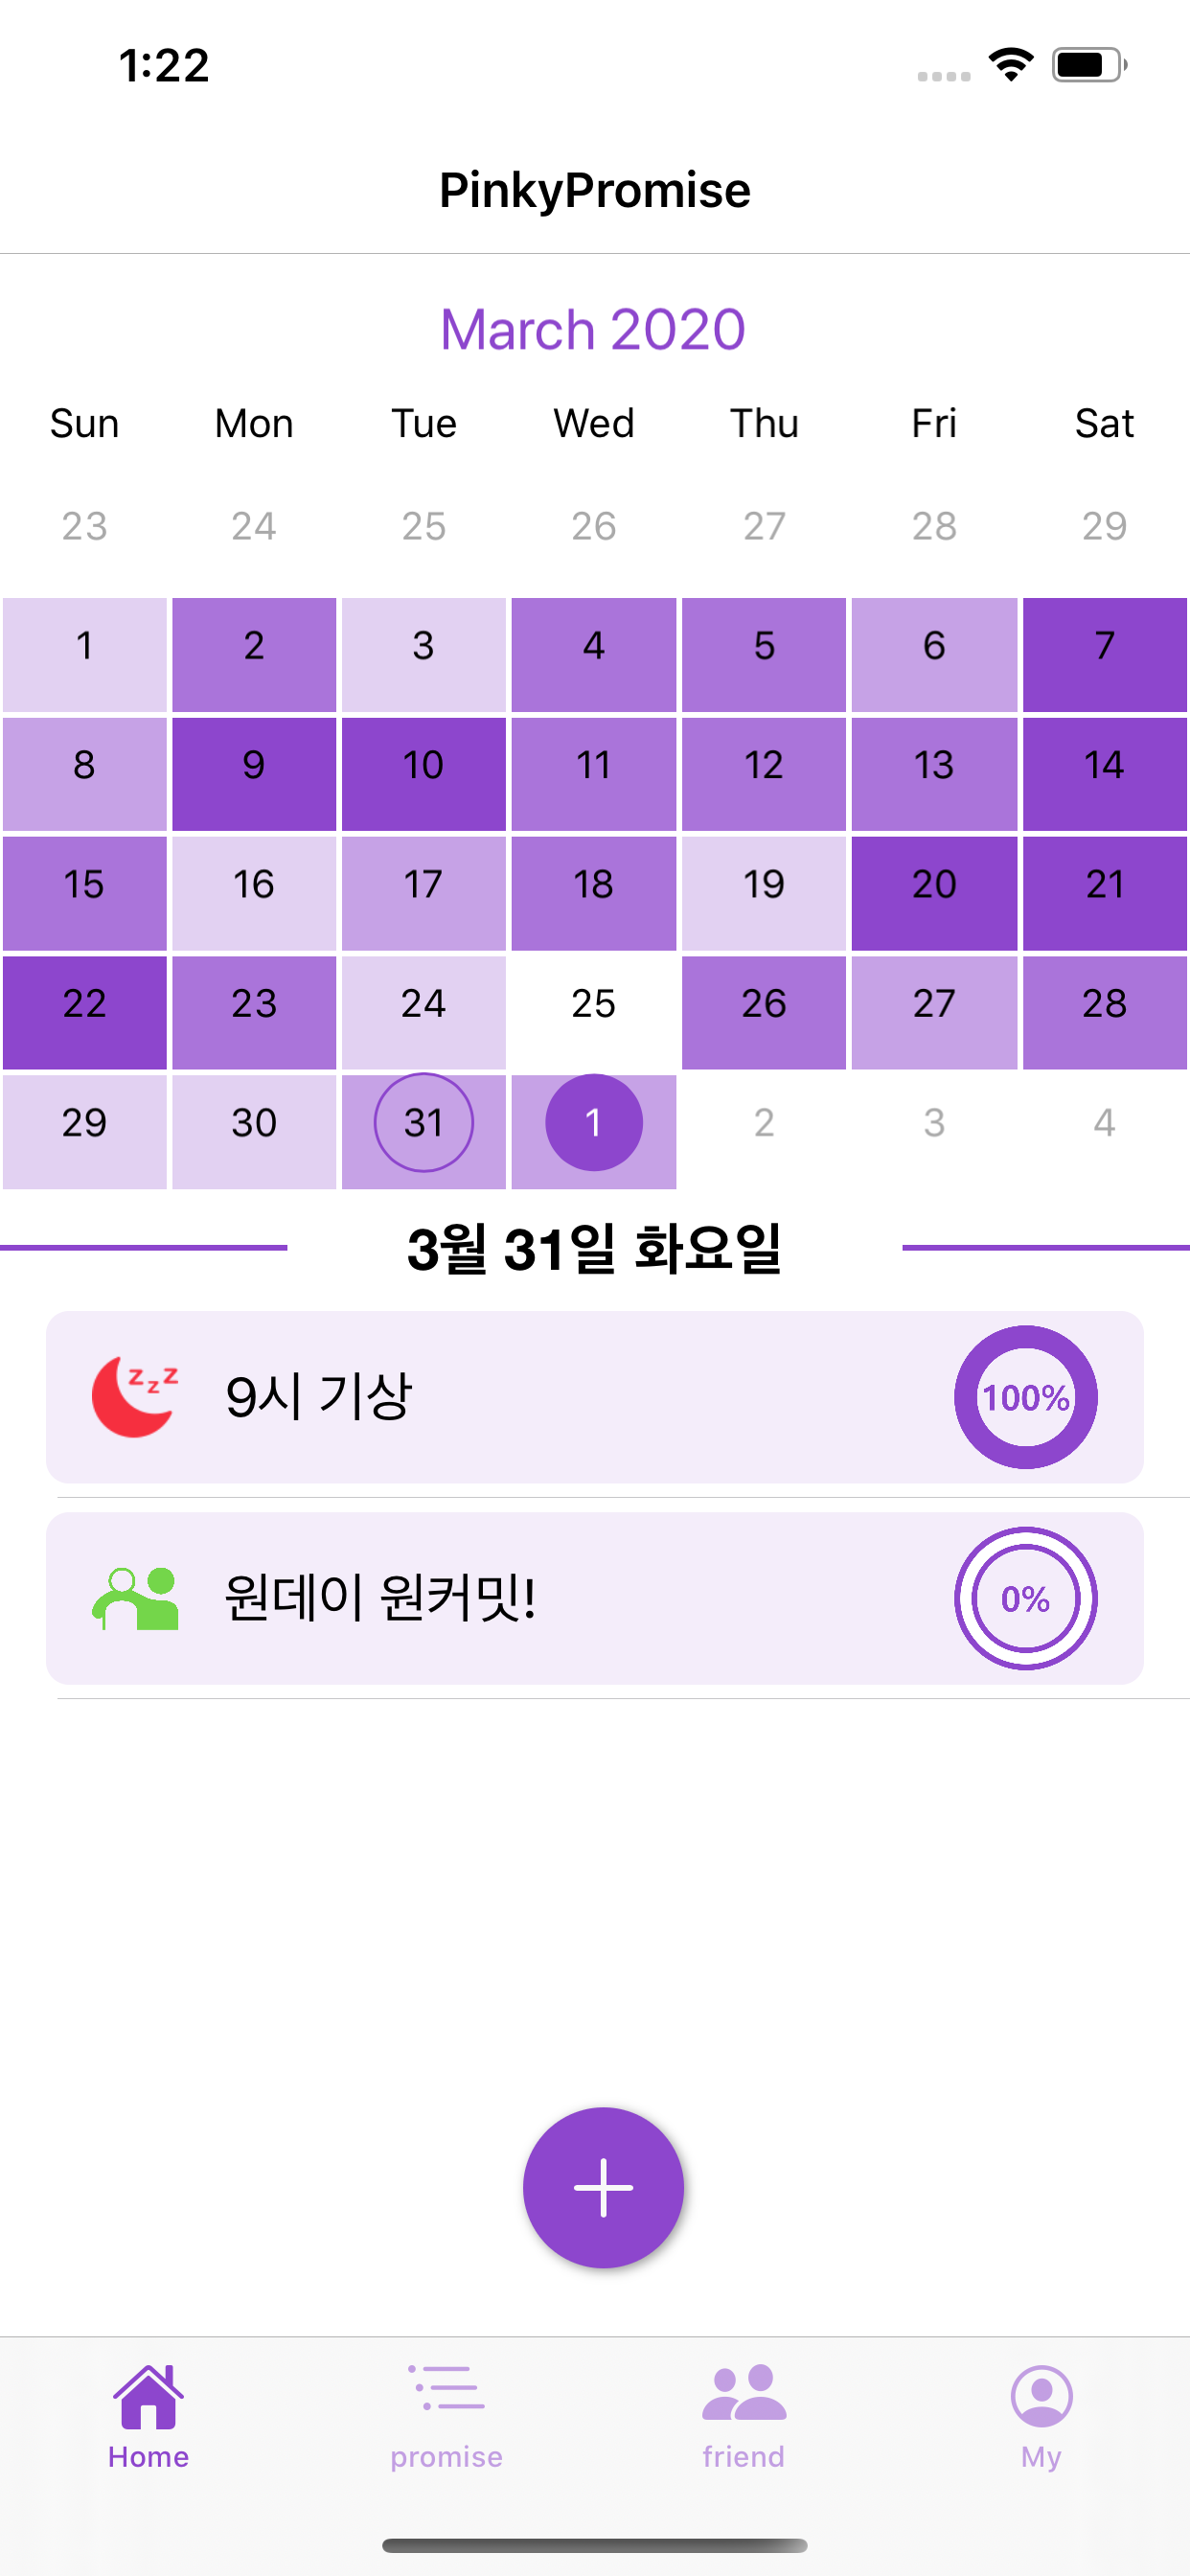 1:22
PinkyPromise
March 2020
Sun Mon Tue Wed Thu Fri Sat
23 24 25 26 27 28 29
1 2 3 4 5 6 7
8 9 10 11 12 13 14
15 16 17 18 19 20 21
22 23 24 25 26 27 28
29 30 31 1 2 3 4
3월 31일 화요일
zzz 9시 기상 100%
원데이 원커밋! 0%
Home promise friend My